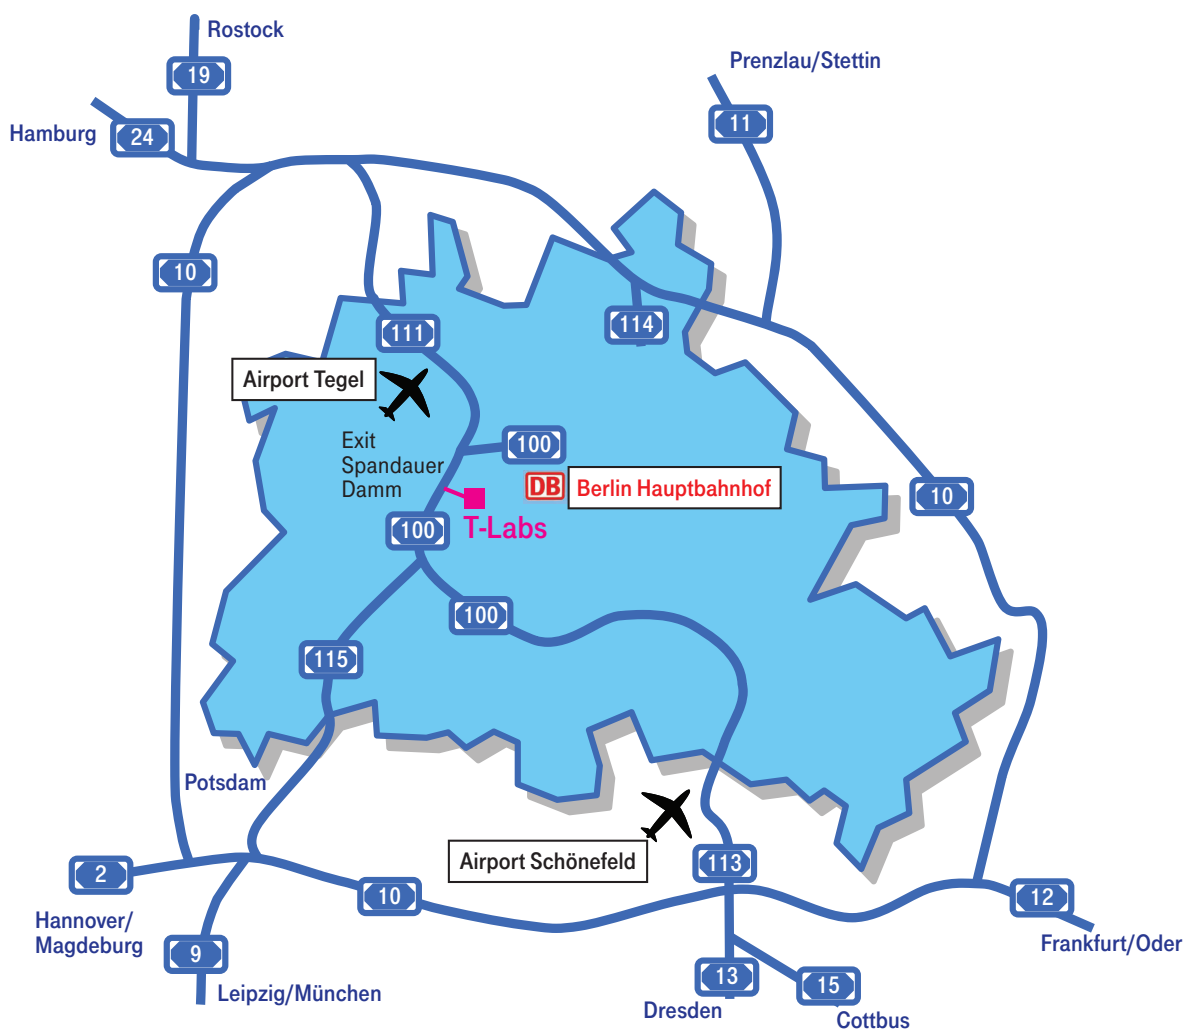 Rostock
19
Prenzlau/Stettin
Hamburg
24
11
10
111
114
Airport Tegel
Exit
Spandauer
Damm
100
DB
Berlin Hauptbahnhof
10
T-Labs
100
100
115
Potsdam
Airport Schönefeld
113
2
10
12
Hannover/
Magdeburg
Frankfurt/Oder
9
13
15
Leipzig/München
Dresden
Cottbus